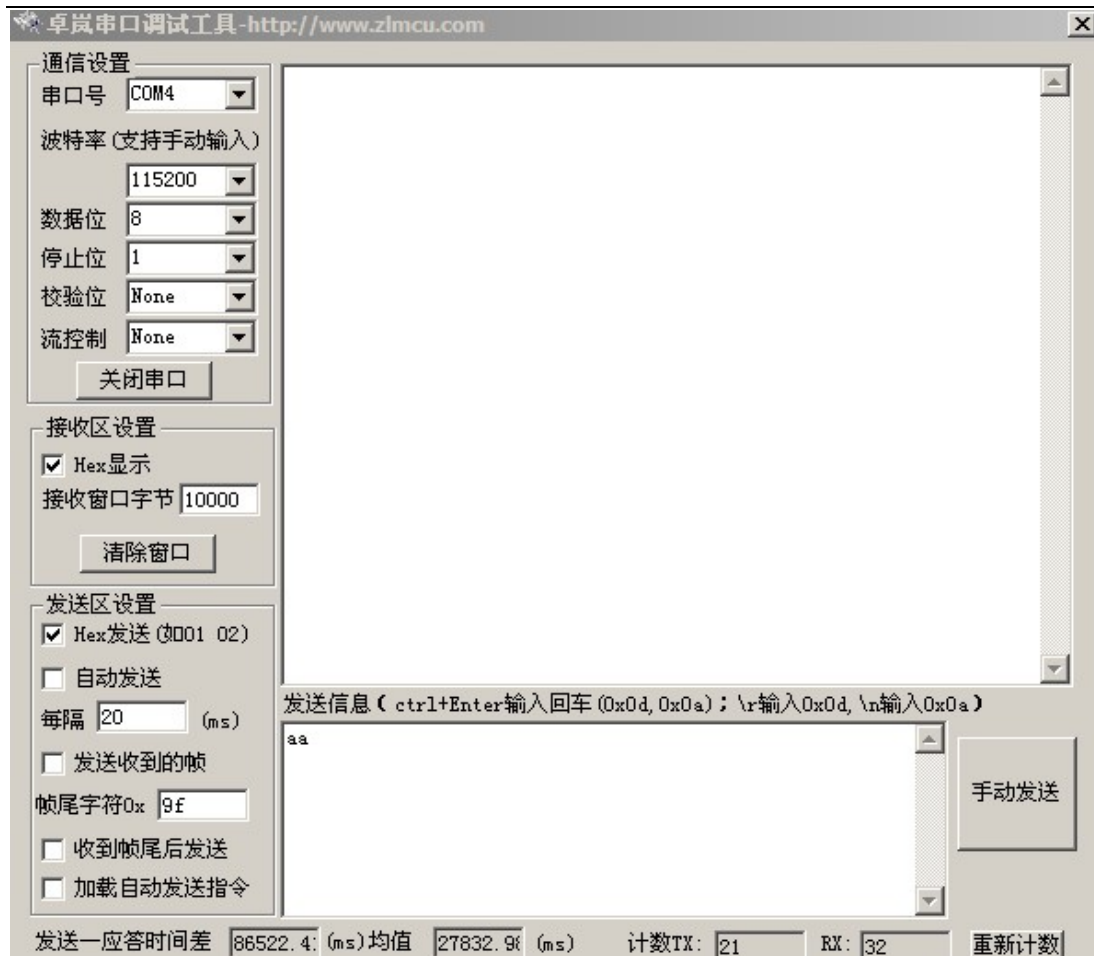 卓岚串口调试工具-http://www.zlmcu.com
通信设置
串口号 COM4
波特率(支持手动输入)
115200
数据位 8
停止位 1
校验位 None
流控制 None
关闭串口
接收区设置
Hex显示
接收窗口字节 10000
清除窗口
发送区设置
Hex发送(如01 02)
自动发送
每隔 20 (ms)
发送收到的帧
帧尾字符0x 9f
收到帧尾后发送
加载自动发送指令
发送信息(ctrl+Enter输入回车(0x0d,0x0a);\r输入0x0d,\n输入0x0a)
aa
手动发送
发送一应答时间差 86522.4 (ms)均值 27832.9 (ms) 计数TX: 21 RX: 32 重新计数